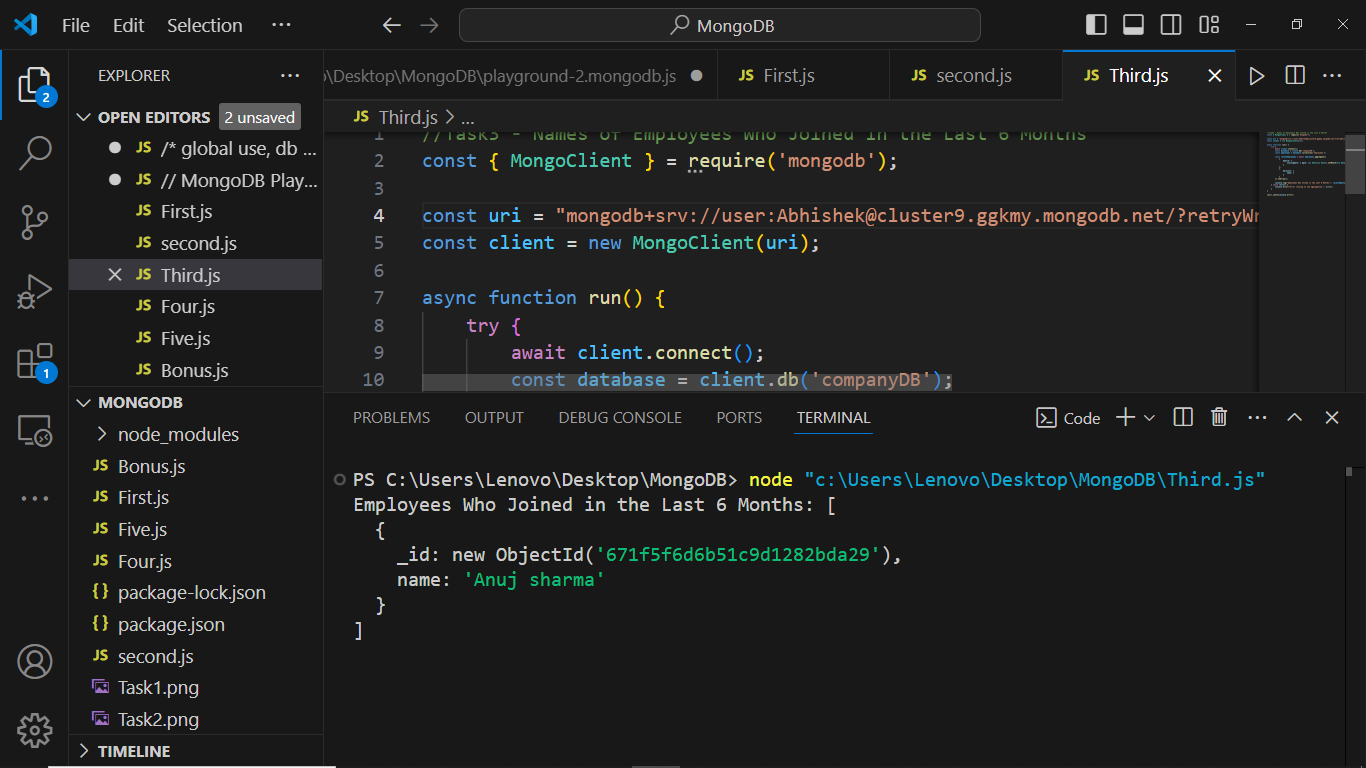 File Edit Selection ··· MongoDB
EXPLORER ···
OPEN EDITORS 2 unsaved
JS /* global use, db ...
JS // MongoDB Play...
JS First.js
JS second.js
JS Third.js
JS Four.js
JS Five.js
JS Bonus.js
MONGODB
node_modules
JS Bonus.js
JS First.js
JS Five.js
JS Four.js
{} package-lock.json
{} package.json
JS second.js
Task1.png
Task2.png
TIMELINE
2
1
\Desktop\MongoDB\playground-2.mongodb.js JS First.js JS second.js JS Third.js ···
JS Third.js > ...
1 //Task3 - Names of Employees Who Joined in the Last 6 Months
2 const { MongoClient } = require('mongodb');
3
4 const uri = "mongodb+srv://user:Abhishek@cluster9.ggkmy.mongodb.net/?retryWr
5 const client = new MongoClient(uri);
6
7 async function run() {
8 try {
9 await client.connect();
10 const database = client.db('companyDB');
PROBLEMS OUTPUT DEBUG CONSOLE PORTS TERMINAL Code ···
PS C:\Users\Lenovo\Desktop\MongoDB> node "c:\Users\Lenovo\Desktop\MongoDB\Third.js"
Employees Who Joined in the Last 6 Months: [
{
_id: new ObjectId('671f5f6d6b51c9d1282bda29'),
name: 'Anuj sharma'
}
]